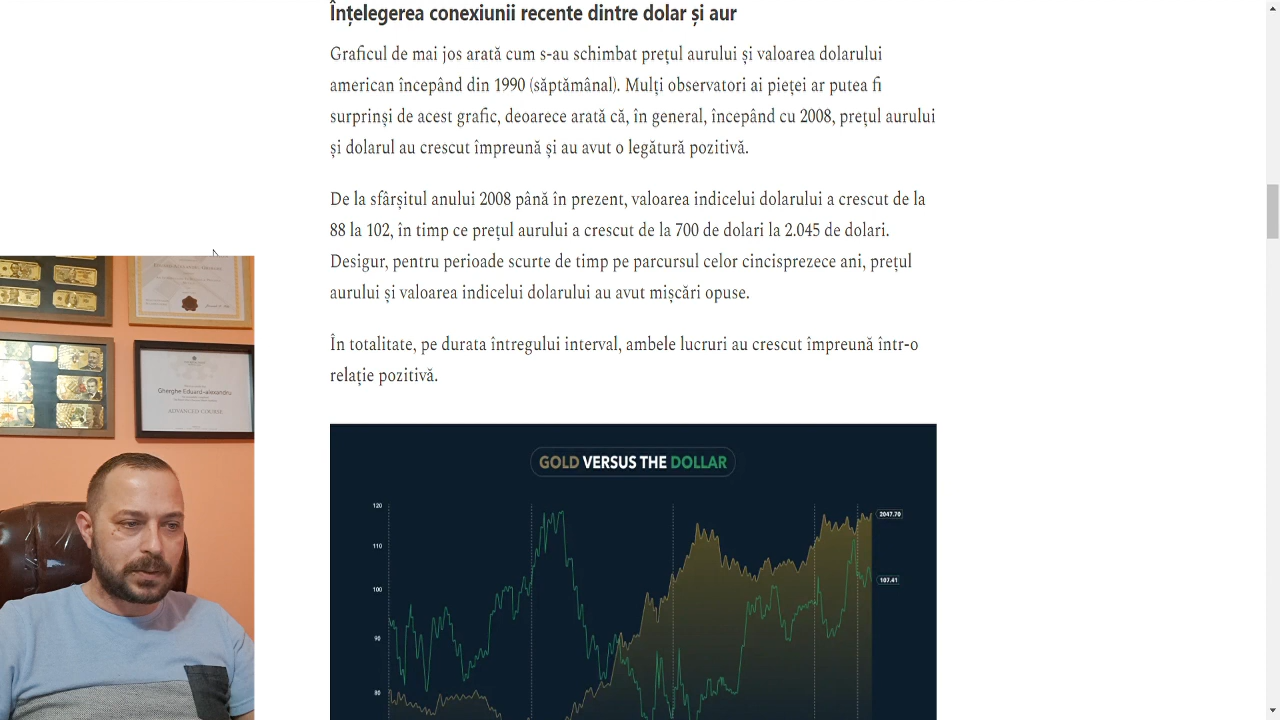 Înțelegerea conexiunii recente dintre dolar și aur
Graficul de mai jos arată cum s-au schimbat prețul aurului și valoarea dolarului
american începând din 1990 (săptămânal). Mulți observatori ai pieței ar putea fi
surprinși de acest grafic, deoarece arată că, în general, începând cu 2008, prețul aurului
și dolarul au crescut împreună și au avut o legătură pozitivă.
De la sfârșitul anului 2008 până în prezent, valoarea indicelui dolarului a crescut de la
88 la 102, în timp ce prețul aurului a crescut de la 700 de dolari la 2.045 de dolari.
Desigur, pentru perioade scurte de timp pe parcursul celor cincisprezece ani, prețul
aurului și valoarea indicelui dolarului au avut mișcări opuse.
În totalitate, pe durata întregului interval, ambele lucruri au crescut împreună într-o
relație pozitivă.
GOLD VERSUS THE DOLLAR
120
2047.70
110
107.41
100
90
80
Gherghe Eduard-alexandru
ADVANCED COURSE